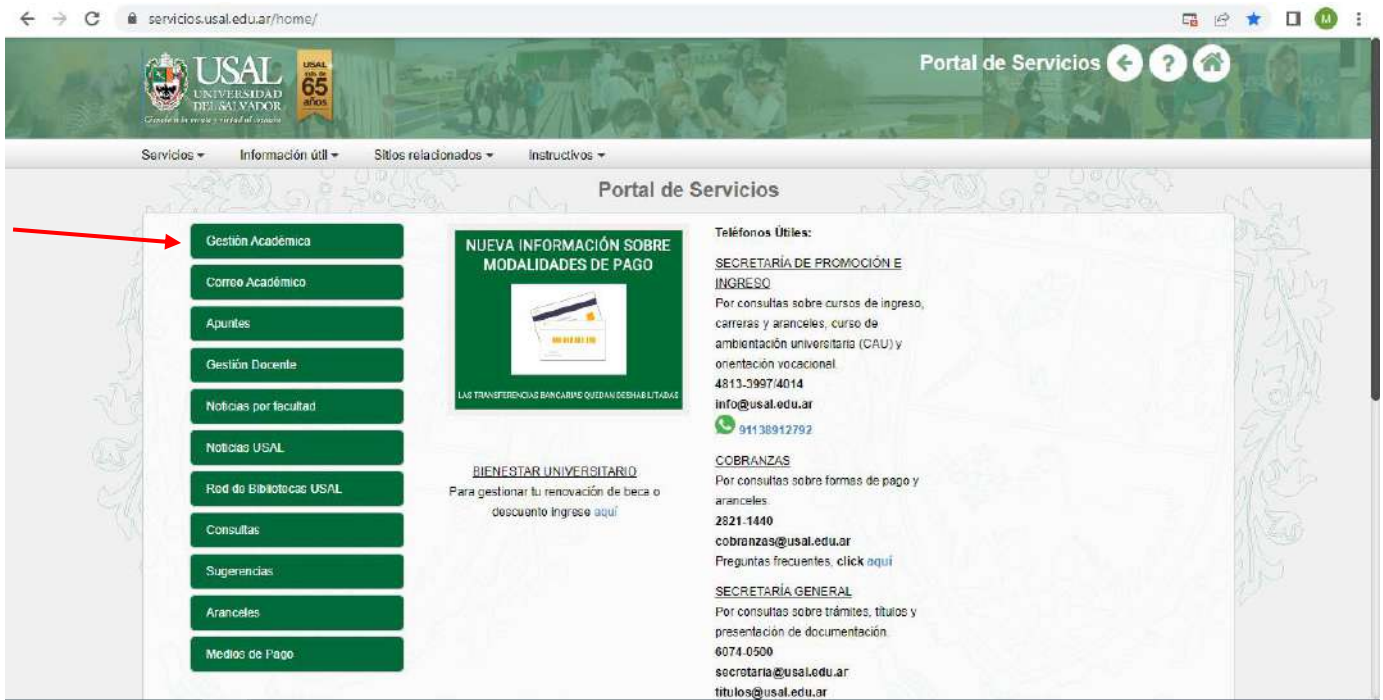 servicios.usal.edu.ar/home/
M
USAL
UNIVERSIDAD
DEL SALVADOR
USAL
más de
65
años
Portal de Servicios
?
Servicios
Información útil
Sitios relacionados
Instructivos
Portal de Servicios
Gestión Académica
Correo Académico
Apuntes
Gestión Docente
Noticias por facultad
Noticias USAL
Red de Bibliotecas USAL
Consultas
Sugerencias
Aranceles
Medios de Pago
NUEVA INFORMACIÓN SOBRE
MODALIDADES DE PAGO
LAS TRANSFERENCIAS BANCARIAS QUEDAN DESHABILITADAS
BIENESTAR UNIVERSITARIO
Para gestionar tu renovación de beca o
descuento ingrese aquí
Teléfonos Útiles:
SECRETARÍA DE PROMOCIÓN E
INGRESO
Por consultas sobre cursos de ingreso,
carreras y aranceles, curso de
ambientación universitaria (CAU) y
orientación vocacional.
4813-3997/4014
info@usal.edu.ar
91138912792
COBRANZAS
Por consultas sobre formas de pago y
aranceles.
2821-1440
cobranzas@usal.edu.ar
Preguntas frecuentes, click aquí
SECRETARÍA GENERAL
Por consultas sobre trámites, títulos y
presentación de documentación.
6074-0500
secretaria@usal.edu.ar
titulos@usal.edu.ar